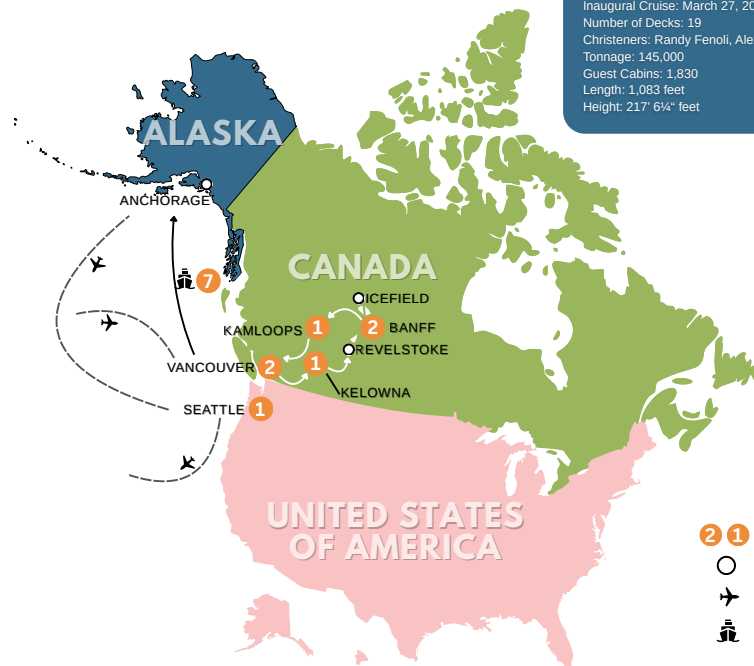 Inaugural Cruise: March 27, 20
Number of Decks: 19
Christeners: Randy Fenoli, Ale
Tonnage: 145,000
Guest Cabins: 1,830
Length: 1,083 feet
Height: 217' 6¼“ feet
ALASKA
ANCHORAGE
7
CANADA
ICEFIELD
KAMLOOPS 1
2 BANFF
REVELSTOKE
VANCOUVER 2
1
KELOWNA
SEATTLE 1
UNITED STATES
OF AMERICA
2 1